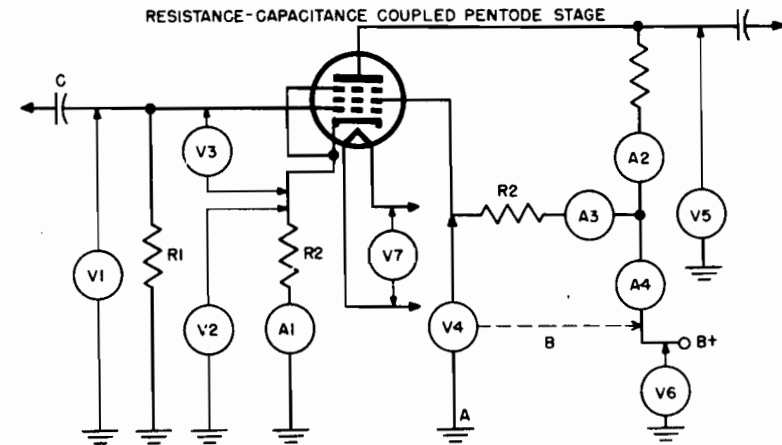 RESISTANCE-CAPACITANCE COUPLED PENTODE STAGE
C
V3
A2
R2
A3
V5
V1
R1
R2
V7
A4
V2
A1
V4
B
B+
V6
A